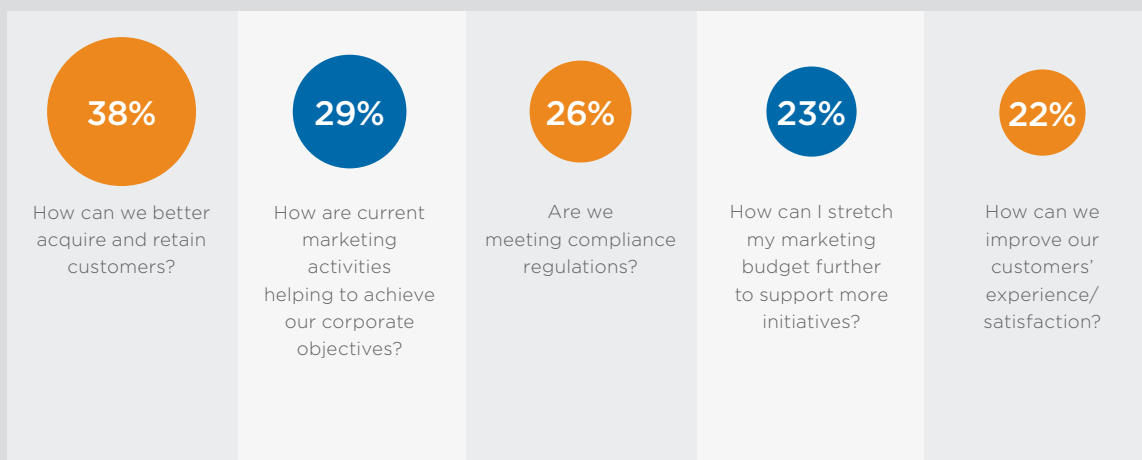 38%
How can we better
acquire and retain
customers?
29%
How are current
marketing
activities
helping to achieve
our corporate
objectives?
26%
Are we
meeting compliance
regulations?
23%
How can I stretch
my marketing
budget further
to support more
initiatives?
22%
How can we
improve our
customers’
experience/
satisfaction?